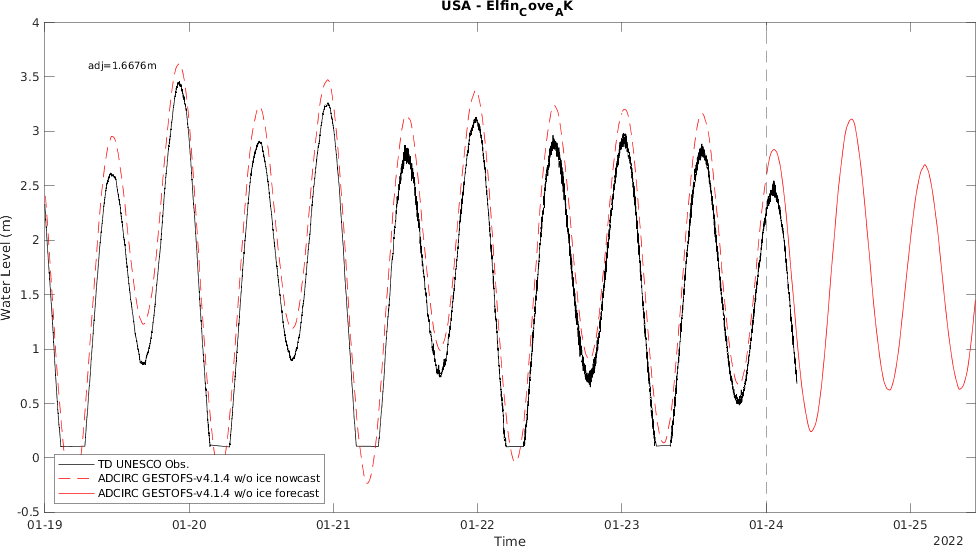 USA - Elfin_Cove_AK
4
3.5
3
2.5
2
1.5
1
0.5
0
-0.5
Water Level (m)
adj=1.6676m
TD UNESCO Obs.
ADCIRC GESTOFS-v4.1.4 w/o ice nowcast
ADCIRC GESTOFS-v4.1.4 w/o ice forecast
01-19 01-20 01-21 01-22 01-23 01-24 01-25
Time
2022